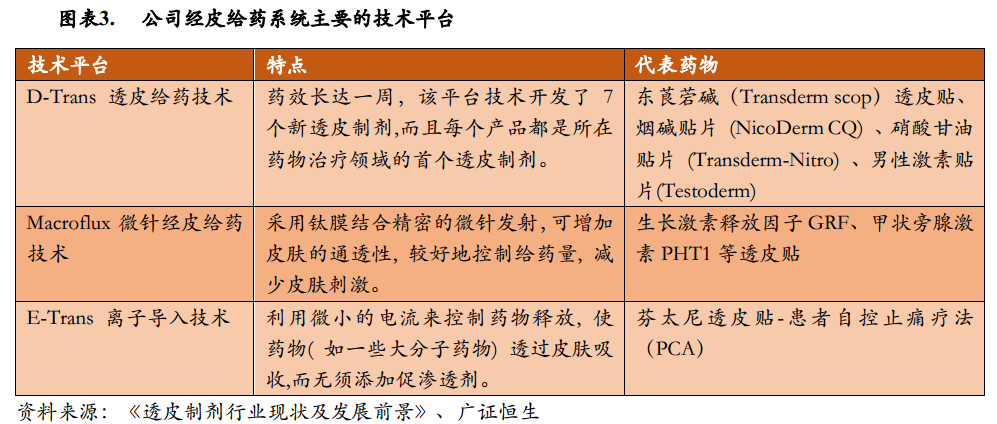 图表3. 公司经皮给药系统主要的技术平台
技术平台 特点 代表药物
D-Trans 透皮给药技术
药效长达一周，该平台技术开发了 7
个新透皮制剂,而且每个产品都是所在
药物治疗领域的首个透皮制剂。
东莨菪碱（Transderm scop）透皮贴、
烟碱贴片 (NicoDerm CQ) 、硝酸甘油
贴片 (Transderm-Nitro) 、男性激素贴
片(Testoderm)
Macroflux 微针经皮给药
技术
采用钛膜结合精密的微针发射,可增加
皮肤的通透性, 较好地控制给药量, 减
少皮肤刺激。
生长激素释放因子 GRF、甲状旁腺激
素 PHT1 等透皮贴
E-Trans 离子导入技术
利用微小的电流来控制药物释放, 使
药物( 如一些大分子药物) 透过皮肤吸
收,而无须添加促渗透剂。
芬太尼透皮贴-患者自控止痛疗法
（PCA）
资料来源：《透皮制剂行业现状及发展前景》、广证恒生